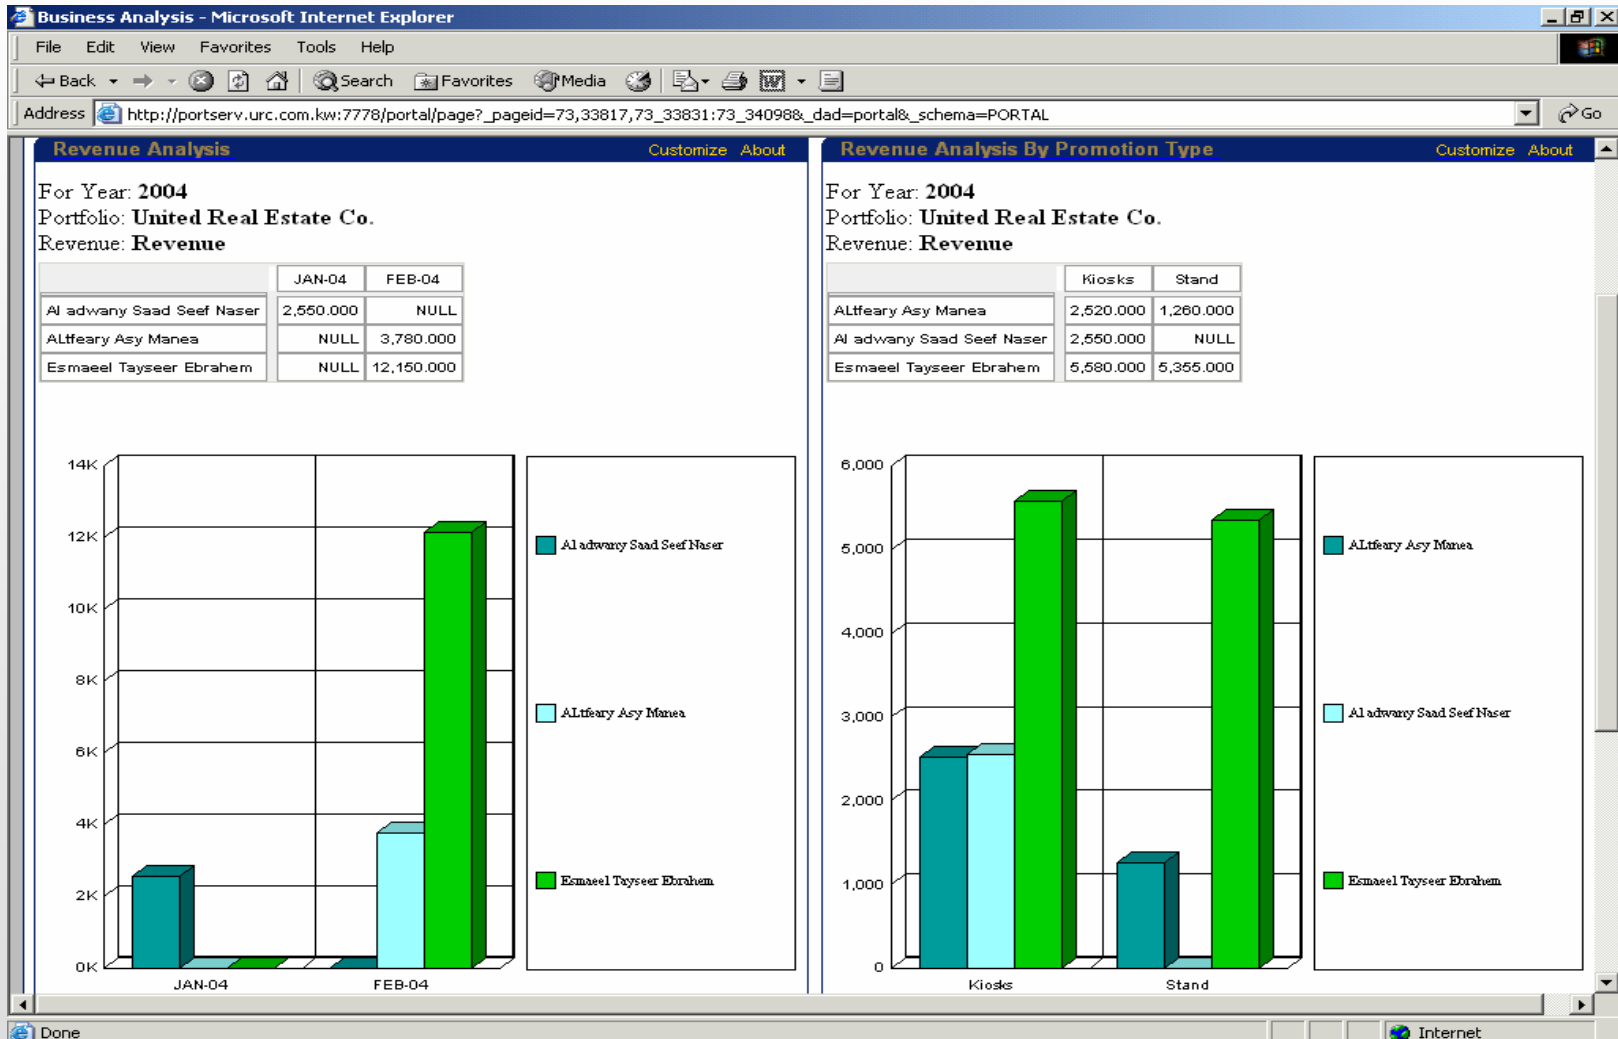 Business Analysis - Microsoft Internet Explorer
File Edit View Favorites Tools Help
Back Search Favorites Media
Address http://portserv.urc.com.kw:7778/portal/page?_pageid=73,33817,73_33831:73_34098&_dad=portal&_schema=PORTAL Go
Revenue Analysis Customize About
For Year: 2004
Portfolio: United Real Estate Co.
Revenue: Revenue
JAN-04 FEB-04
Al adwany Saad Seef Naser 2,550.000 NULL
ALtfeary Asy Manea NULL 3,780.000
Esmaeel Tayseer Ebrahem NULL 12,150.000
14K
12K
10K
8K
6K
4K
2K
0K
JAN-04 FEB-04
Al adwany Saad Seef Naser
ALtfeary Asy Manea
Esmaeel Tayseer Ebrahem
Revenue Analysis By Promotion Type Customize About
For Year: 2004
Portfolio: United Real Estate Co.
Revenue: Revenue
Kiosks Stand
ALtfeary Asy Manea 2,520.000 1,260.000
Al adwany Saad Seef Naser 2,550.000 NULL
Esmaeel Tayseer Ebrahem 5,580.000 5,355.000
6,000
5,000
4,000
3,000
2,000
1,000
0
Kiosks Stand
ALtfeary Asy Manea
Al adwany Saad Seef Naser
Esmaeel Tayseer Ebrahem
Done Internet